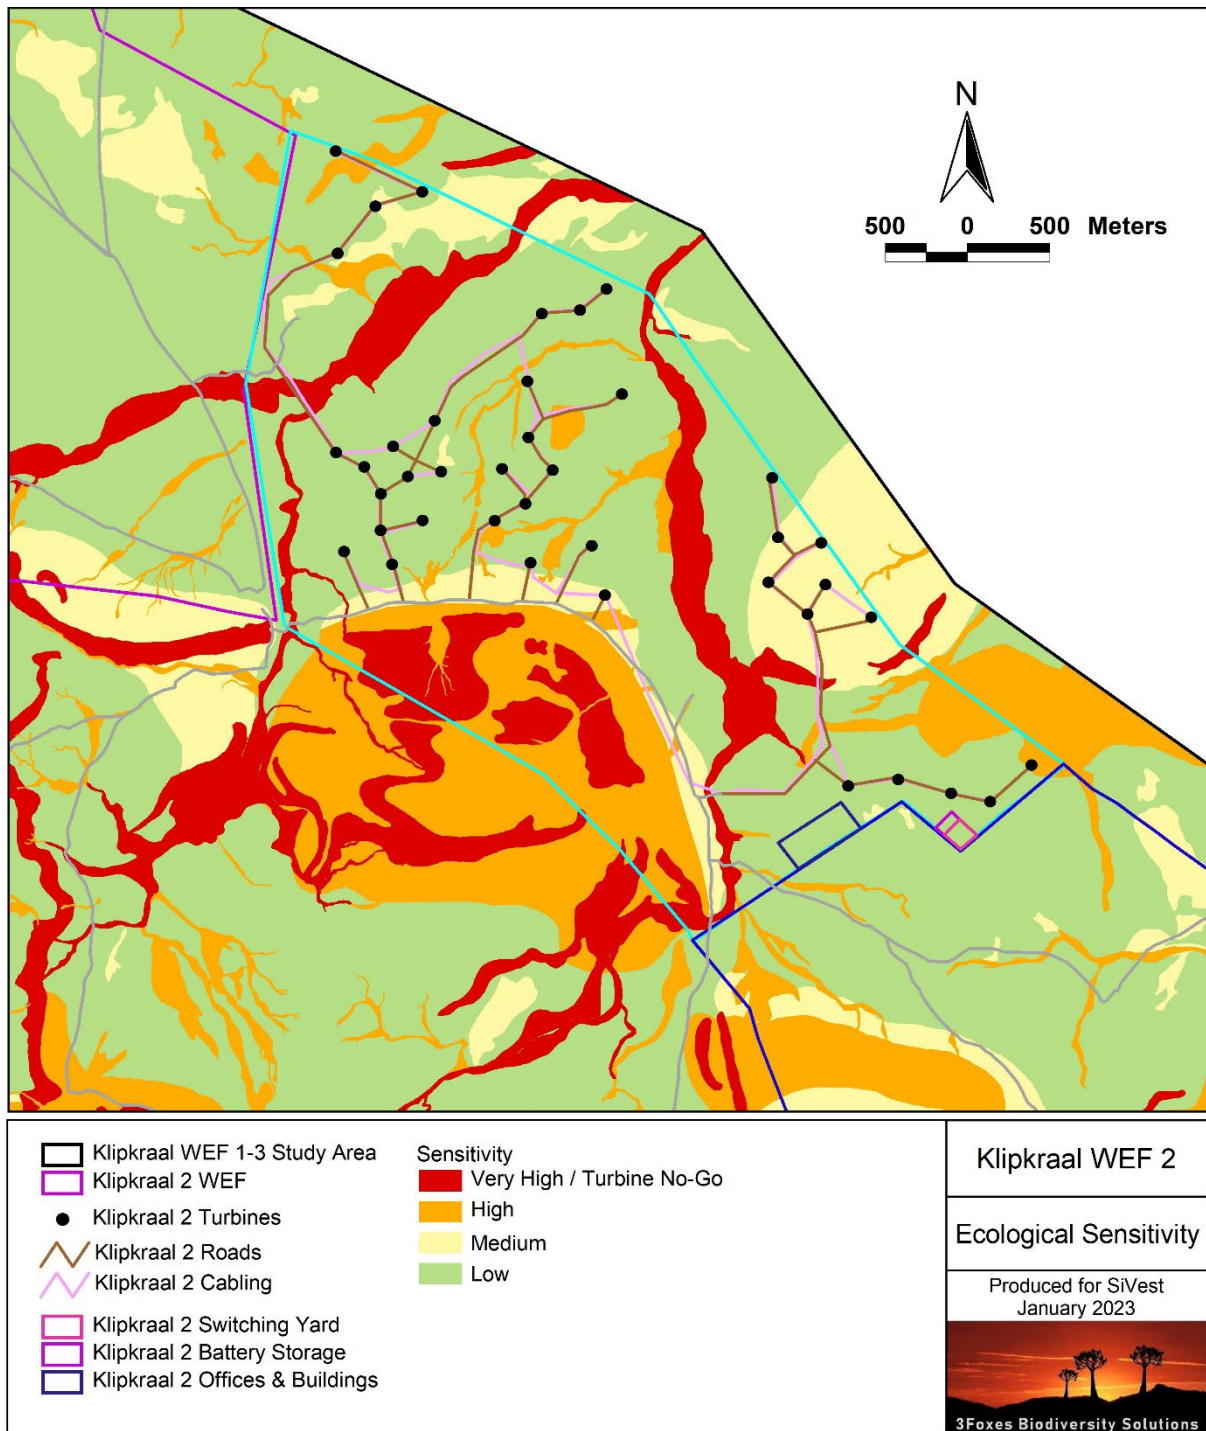 N
500 0 500 Meters
Klipkraal WEF 1-3 Study Area
Klipkraal 2 WEF
Klipkraal 2 Turbines
Klipkraal 2 Roads
Klipkraal 2 Cabling
Klipkraal 2 Switching Yard
Klipkraal 2 Battery Storage
Klipkraal 2 Offices & Buildings
Sensitivity
Very High / Turbine No-Go
High
Medium
Low
Klipkraal WEF 2
Ecological Sensitivity
Produced for SiVest
January 2023
3Foxes Biodiversity Solutions